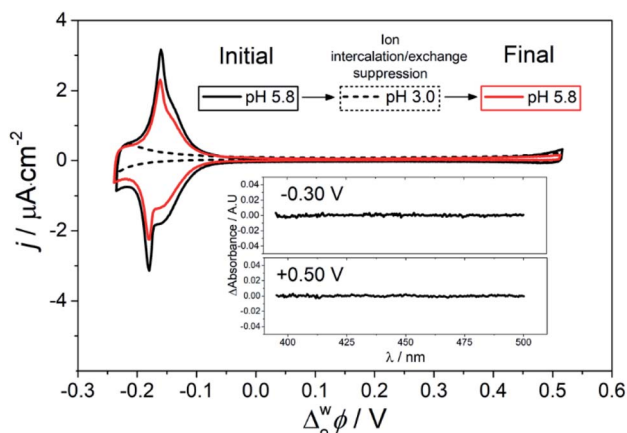 Initial
Ion
intercalation/exchange
suppression
Final
pH 5.8
pH 3.0
pH 5.8
4
2
0
-2
-4
j / μA·cm⁻²
-0.30 V
0.04
0.02
0.00
-0.02
-0.04
+0.50 V
0.04
0.02
0.00
-0.02
-0.04
ΔAbsorbance / A.U
400 425 450 475 500
λ / nm
-0.3 -0.2 -0.1 0.0 0.1 0.2 0.3 0.4 0.5 0.6
Δʷₒϕ / V